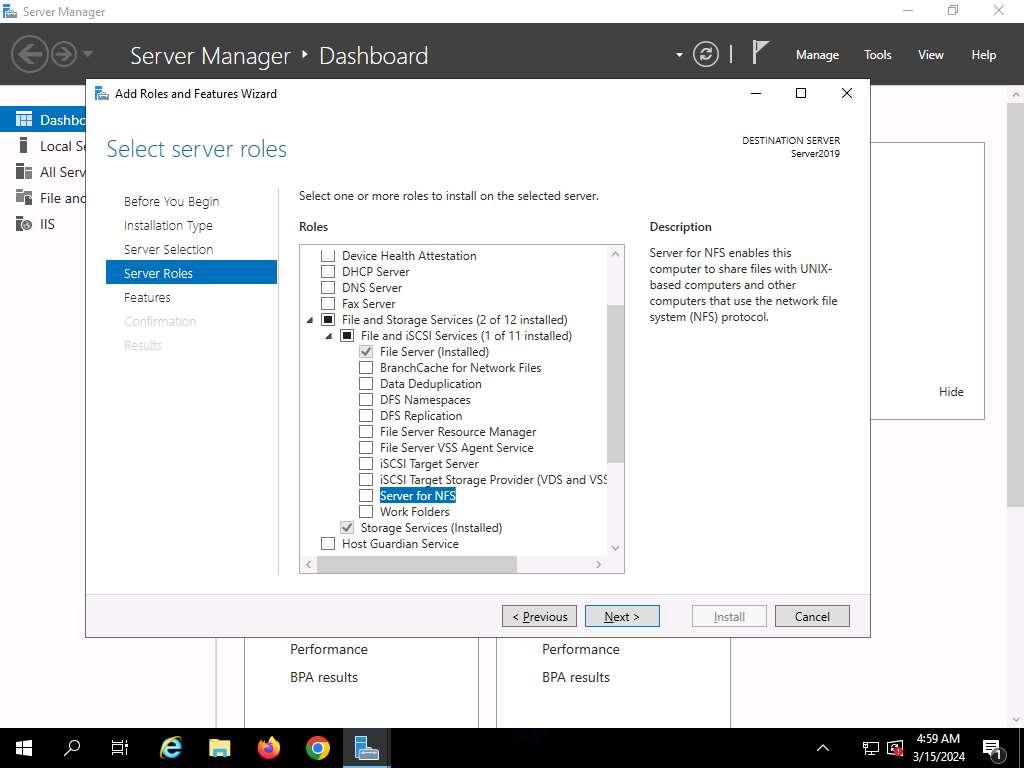 Server Manager
Server Manager ‣ Dashboard
Manage Tools View Help
Add Roles and Features Wizard
Dashbo
Local Se
All Serv
File and
IIS
Select server roles
DESTINATION SERVER
Server2019
Before You Begin
Installation Type
Server Selection
Server Roles
Features
Confirmation
Results
Select one or more roles to install on the selected server.
Roles
Device Health Attestation
DHCP Server
DNS Server
Fax Server
File and Storage Services (2 of 12 installed)
File and iSCSI Services (1 of 11 installed)
File Server (Installed)
BranchCache for Network Files
Data Deduplication
DFS Namespaces
DFS Replication
File Server Resource Manager
File Server VSS Agent Service
iSCSI Target Server
iSCSI Target Storage Provider (VDS and VSS
Server for NFS
Work Folders
Storage Services (Installed)
Host Guardian Service
Description
Server for NFS enables this
computer to share files with UNIX-
based computers and other
computers that use the network file
system (NFS) protocol.
Hide
< Previous
Next >
Install
Cancel
Performance
BPA results
Performance
BPA results
4:59 AM
3/15/2024
1